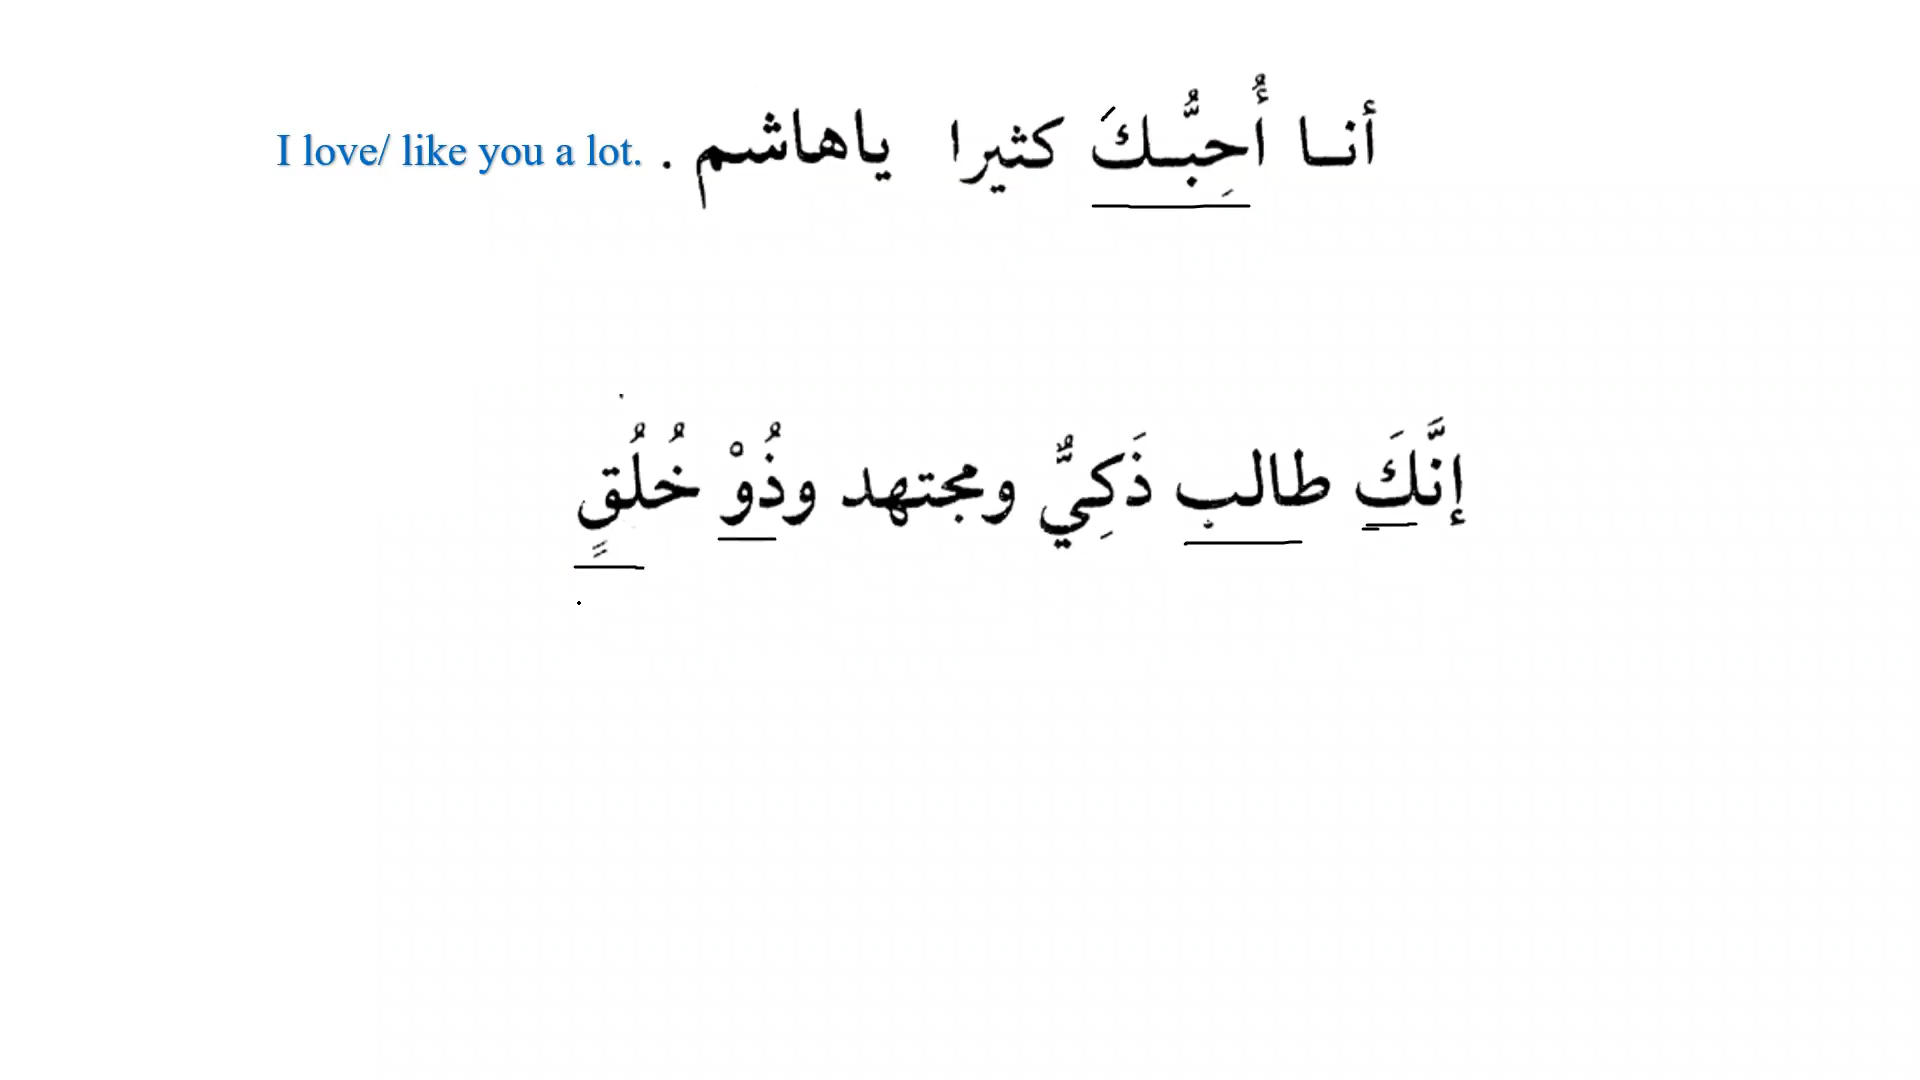 أنا أُحِبُّكَ كثيرا ياهاشم . I love/ like you a lot.
إنَّكَ طالب ذَكِيٌّ ومجتهد وذُوْ خُلُقٍ